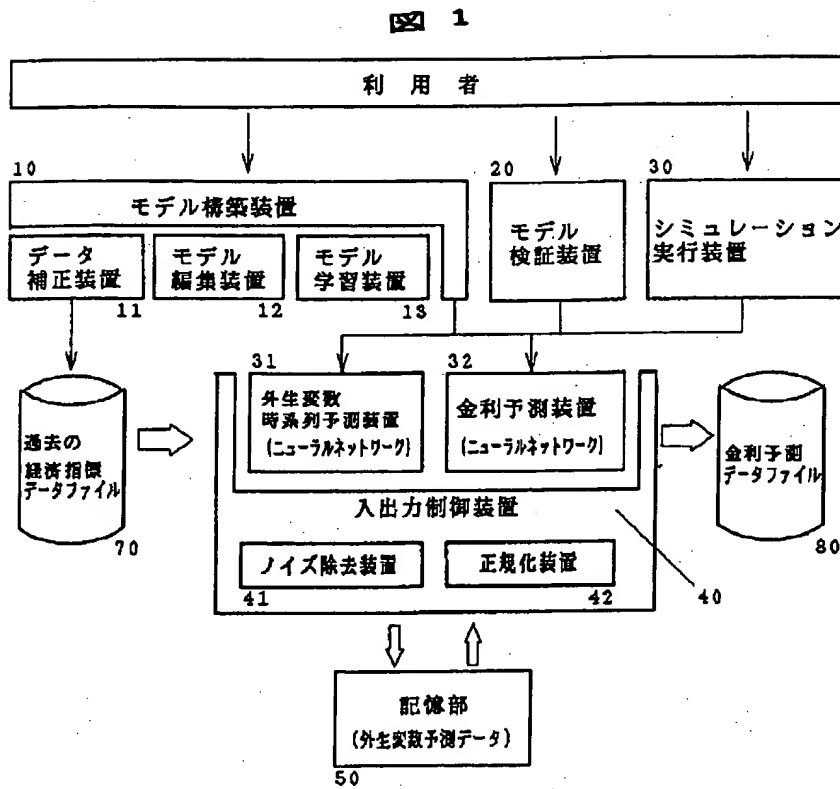 図 1
利用者
10
モデル構築装置
20
モデル
検証装置
30
シミュレーション
実行装置
データ
補正装置
11
モデル
編集装置
12
モデル
学習装置
13
31
外生変数
時系列予測装置
(ニューラルネットワーク)
32
金利予測装置
(ニューラルネットワーク)
過去の
経済指標
データファイル
70
金利予測
データファイル
80
入出力制御装置
ノイズ除去装置
41
正規化装置
42
40
記憶部
(外生変数予測データ)
50